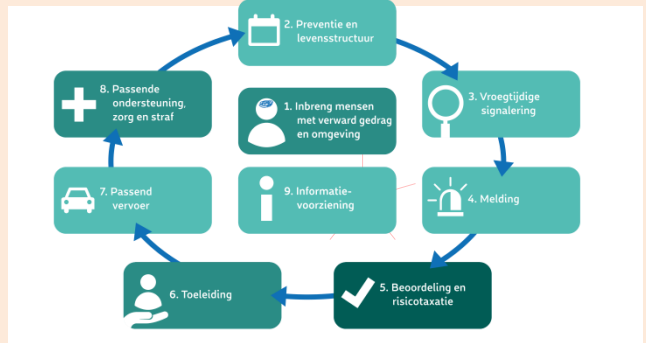 2. Preventie en
levensstructuur
8. Passende
ondersteuning,
zorg en straf
1. Inbreng mensen
met verward gedrag
en omgeving
3. Vroegtijdige
signalering
7. Passend
vervoer
9. Informatie-
voorziening
4. Melding
6. Toeleiding
5. Beoordeling en
risicotaxatie